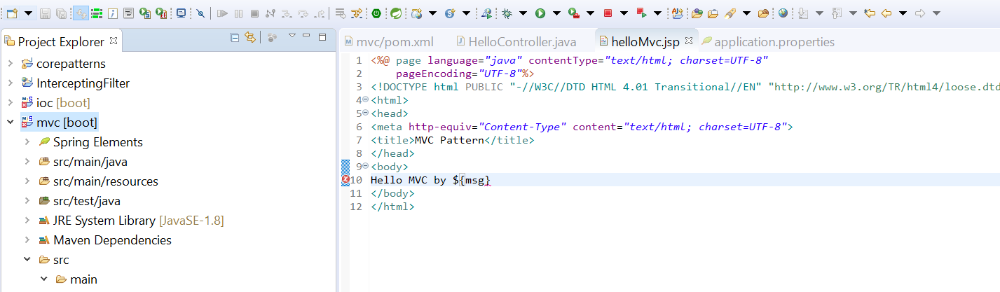 Project Explorer
corepatterns
InterceptingFilter
ioc [boot]
mvc [boot]
Spring Elements
src/main/java
src/main/resources
src/test/java
JRE System Library [JavaSE-1.8]
Maven Dependencies
src
main
mvc/pom.xml
HelloController.java
helloMvc.jsp
application.properties
1 <%@ page language="java" contentType="text/html; charset=UTF-8"
2 pageEncoding="UTF-8"%>
3 <!DOCTYPE html PUBLIC "-//W3C//DTD HTML 4.01 Transitional//EN" "http://www.w3.org/TR/html4/loose.dtd
4 <html>
5 <head>
6 <meta http-equiv="Content-Type" content="text/html; charset=UTF-8">
7 <title>MVC Pattern</title>
8 </head>
9 <body>
10 Hello MVC by ${msg}
11 </body>
12 </html>